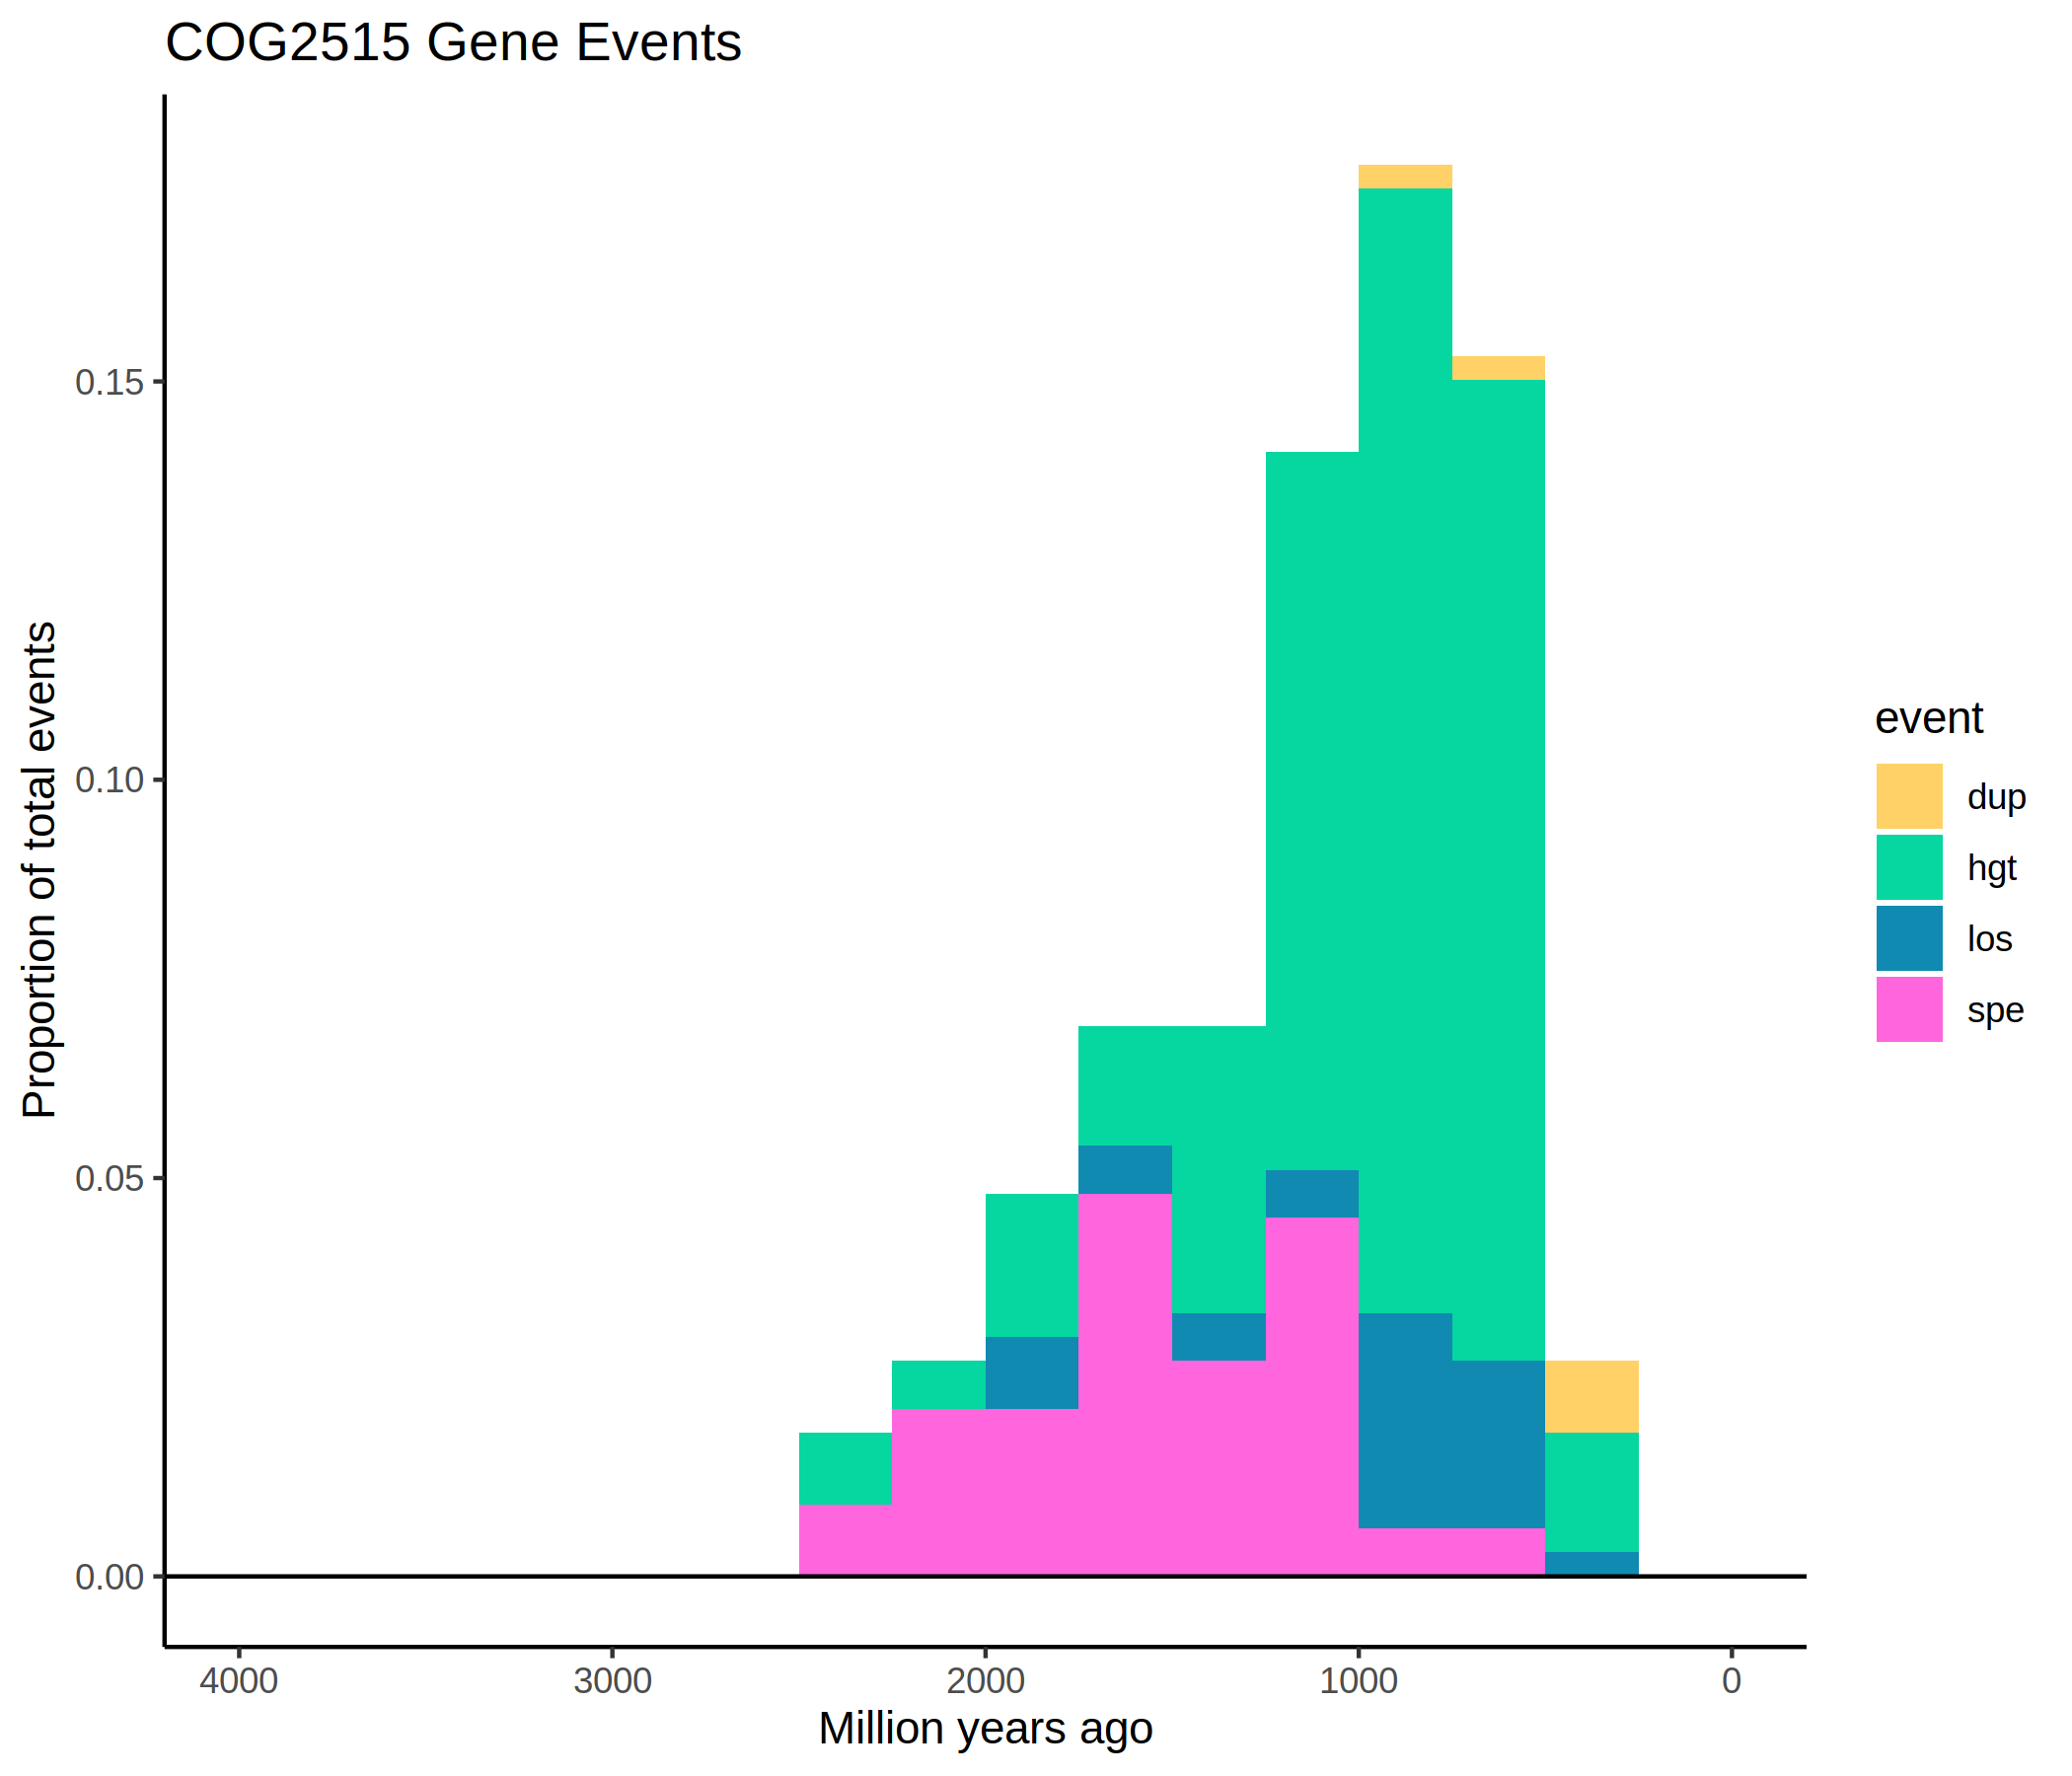 COG2515 Gene Events
Proportion of total events
0.15
0.10
0.05
0.00
4000 3000 2000 1000 0
Million years ago
event
dup
hgt
los
spe